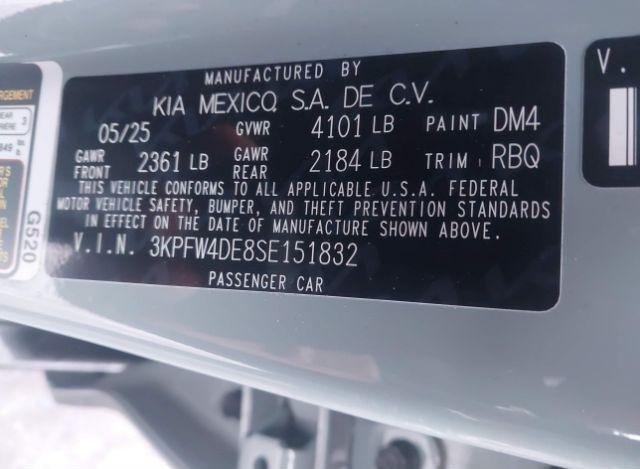 MANUFACTURED BY
KIA MEXICO, S.A. DE C.V.
05/25 GVWR 4101 LB PAINT DM4
GAWR FRONT 2361 LB GAWR REAR 2184 LB TRIM : RBQ
THIS VEHICLE CONFORMS TO ALL APPLICABLE U.S.A. FEDERAL
MOTOR VEHICLE SAFETY, BUMPER, AND THEFT PREVENTION STANDARDS
IN EFFECT ON THE DATE OF MANUFACTURE SHOWN ABOVE.
V.I.N. 3KPFW4DE8SE151832
PASSENGER CAR
G520
3
V.